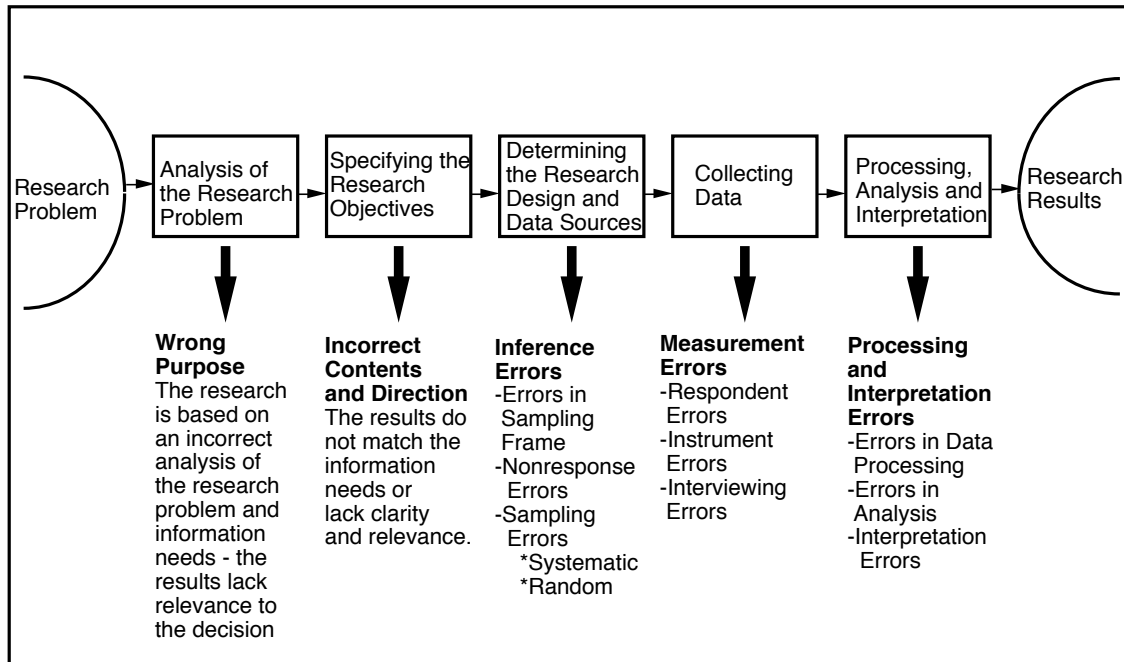 Research
Problem
Analysis of
the Research
Problem
Specifying the
Research
Objectives
Determining
the Research
Design and
Data Sources
Collecting
Data
Processing,
Analysis and
Interpretation
Research
Results
Wrong
Purpose
The research
is based on
an incorrect
analysis of
the research
problem and
information
needs - the
results lack
relevance to
the decision
Incorrect
Contents
and Direction
The results do
not match the
information
needs or
lack clarity
and relevance.
Inference
Errors
-Errors in
Sampling
Frame
-Nonresponse
Errors
-Sampling
Errors
*Systematic
*Random
Measurement
Errors
-Respondent
Errors
-Instrument
Errors
-Interviewing
Errors
Processing
and
Interpretation
Errors
-Errors in Data
Processing
-Errors in
Analysis
-Interpretation
Errors